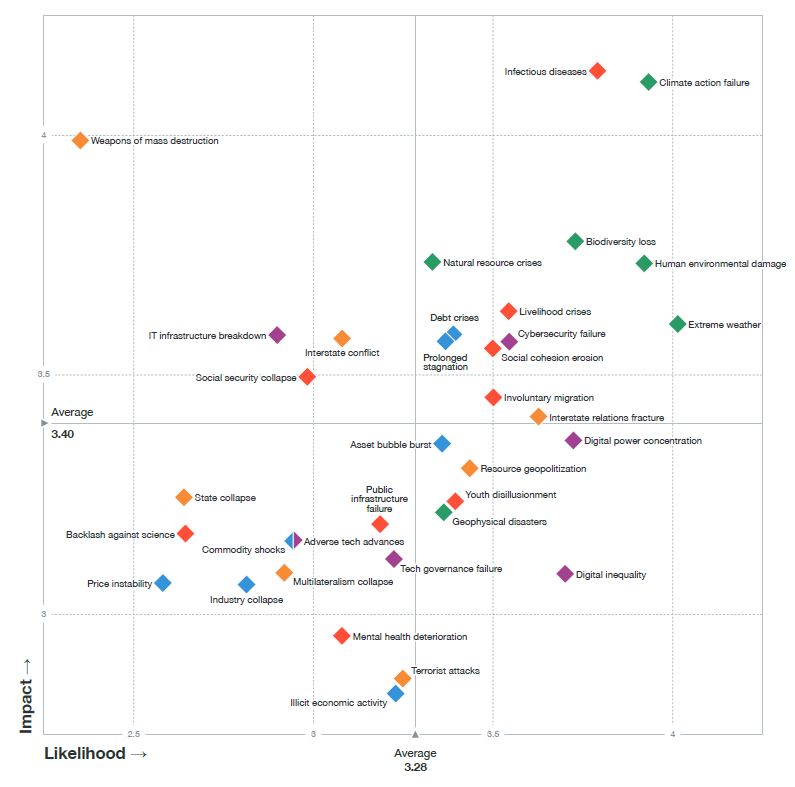 Infectious diseases
Climate action failure
4
Weapons of mass destruction
Biodiversity loss
Natural resource crises
Human environmental damage
Livelihood crises
Debt crises
Extreme weather
IT infrastructure breakdown
Cybersecurity failure
Interstate conflict
Prolonged
stagnation
Social cohesion erosion
3.5
Social security collapse
Involuntary migration
Average
Interstate relations fracture
3.40
Asset bubble burst
Digital power concentration
Resource geopolitization
Public
infrastructure
failure
State collapse
Youth disillusionment
Geophysical disasters
Backlash against science
Commodity shocks
Adverse tech advances
Tech governance failure
Digital inequality
Price instability
Multilateralism collapse
Industry collapse
3
Mental health deterioration
Terrorist attacks
Illicit economic activity
Impact →
2.5
3
3.5
4
Likelihood →
Average
3.28